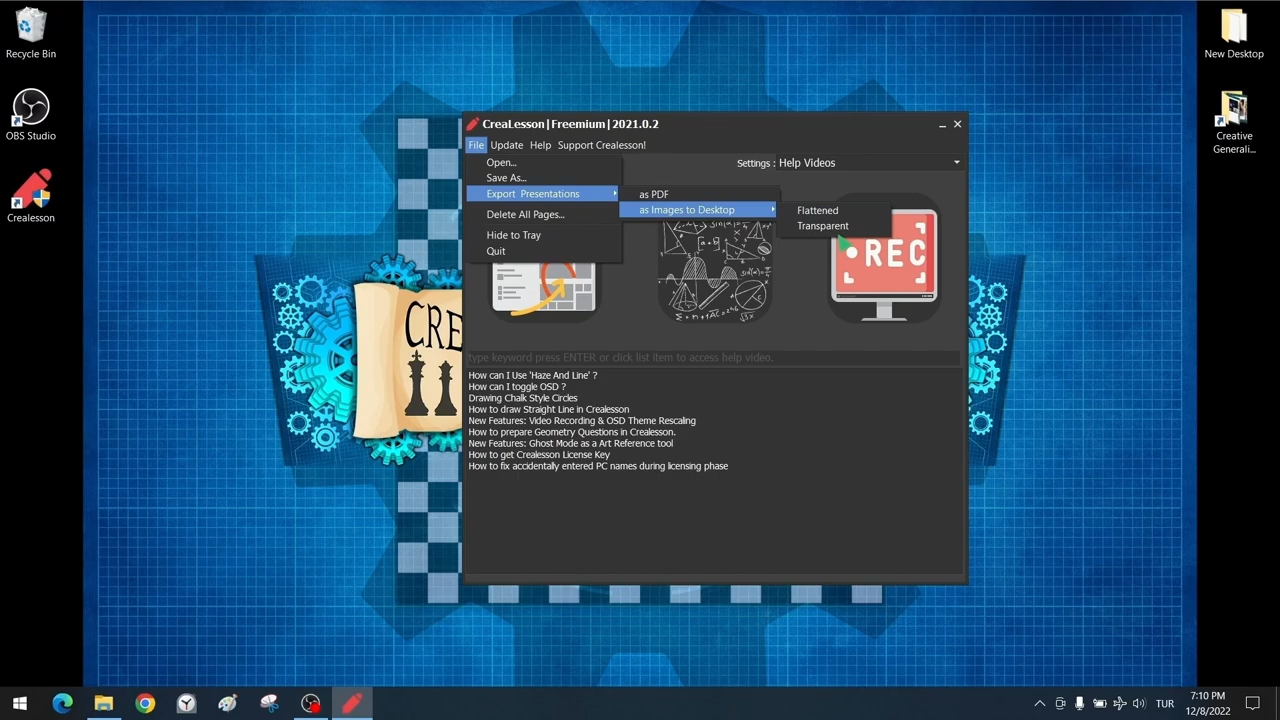 Recycle Bin
OBS Studio
Crealesson
New Desktop
Creative
Generali...
CreaLesson|Freemium|2021.0.2
File Update Help Support Crealesson!
Open...
Save As...
Export Presentations
Delete All Pages...
Hide to Tray
Quit
as PDF
as Images to Desktop
Flattened
Transparent
Settings : Help Videos
REC
CRE
type keyword press ENTER or click list item to access help video.
How can I Use 'Haze And Line' ?
How can I toggle OSD ?
Drawing Chalk Style Circles
How to draw Straight Line in Crealesson
New Features: Video Recording & OSD Theme Rescaling
How to prepare Geometry Questions in Crealesson.
New Features: Ghost Mode as a Art Reference tool
How to get Crealesson License Key
How to fix accidentally entered PC names during licensing phase
TUR
7:10 PM
12/8/2022